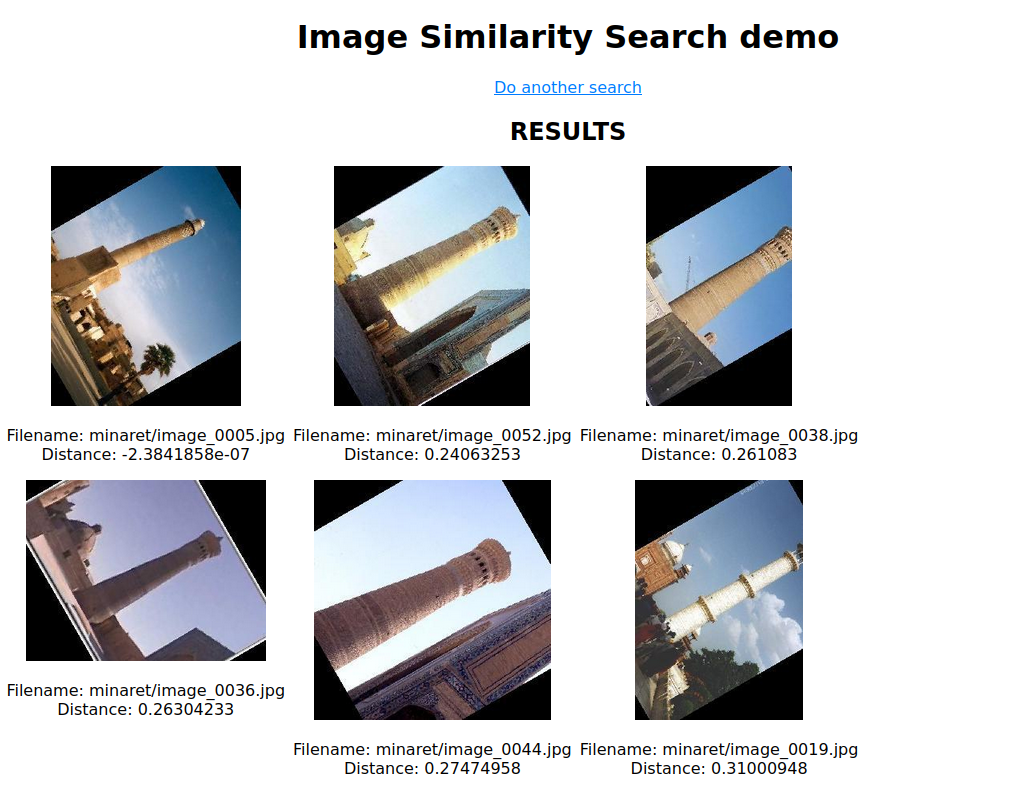 Image Similarity Search demo
Do another search
RESULTS
Filename: minaret/image_0005.jpg
Distance: -2.3841858e-07
Filename: minaret/image_0052.jpg
Distance: 0.24063253
Filename: minaret/image_0038.jpg
Distance: 0.261083
Filename: minaret/image_0036.jpg
Distance: 0.26304233
Filename: minaret/image_0044.jpg
Distance: 0.27474958
Filename: minaret/image_0019.jpg
Distance: 0.31000948